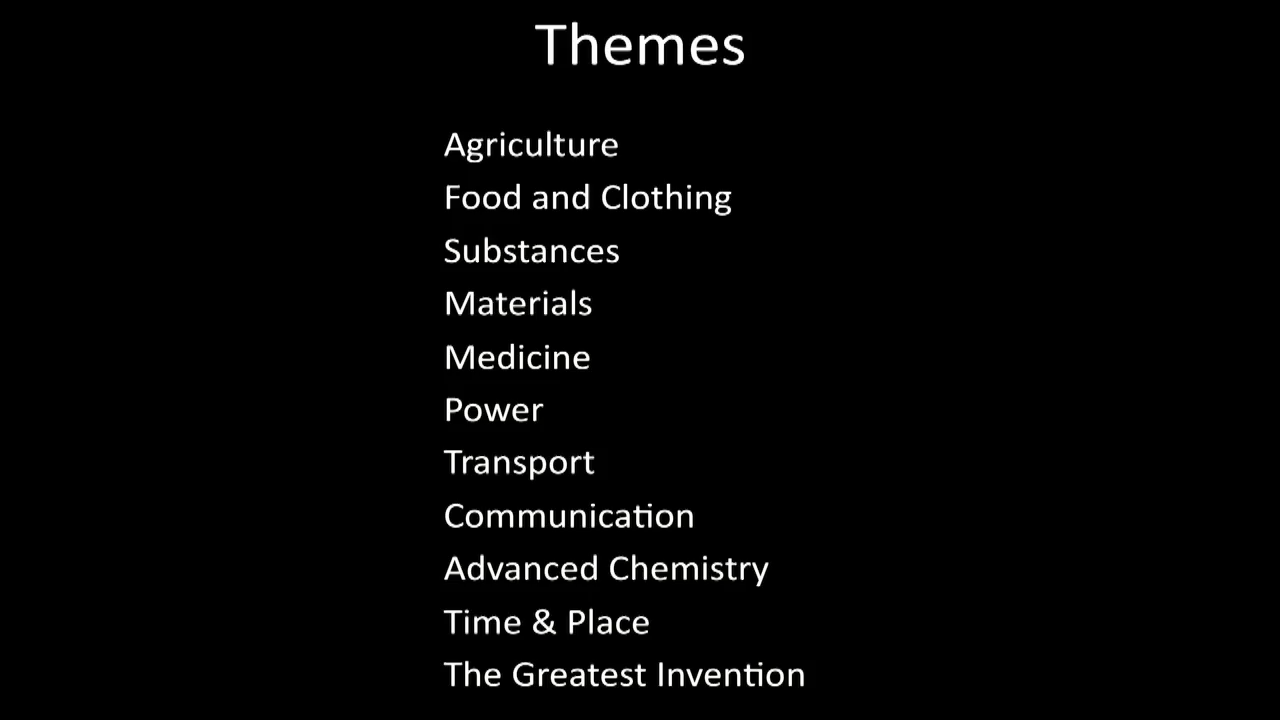 Themes
Agriculture
Food and Clothing
Substances
Materials
Medicine
Power
Transport
Communication
Advanced Chemistry
Time & Place
The Greatest Invention